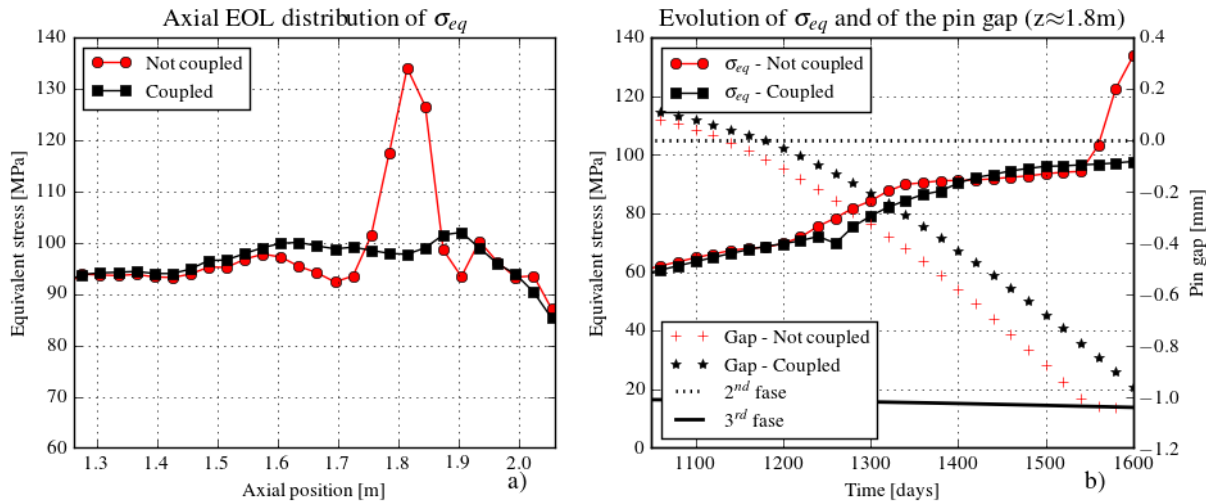 Axial EOL distribution of σeq
140
130
120
110
100
90
80
70
60
Equivalent stress [MPa]
Not coupled
Coupled
1.3 1.4 1.5 1.6 1.7 1.8 1.9 2.0
Axial position [m]
a)
Evolution of σeq and of the pin gap (z≈1.8m)
140
120
100
80
60
40
20
0
Equivalent stress [MPa]
σeq - Not coupled
σeq - Coupled
Gap - Not coupled
Gap - Coupled
2nd fase
3rd fase
0.4
0.2
0.0
−0.2
−0.4
−0.6
−0.8
−1.0
−1.2
Pin gap [mm]
1100 1200 1300 1400 1500 1600
Time [days]
b)